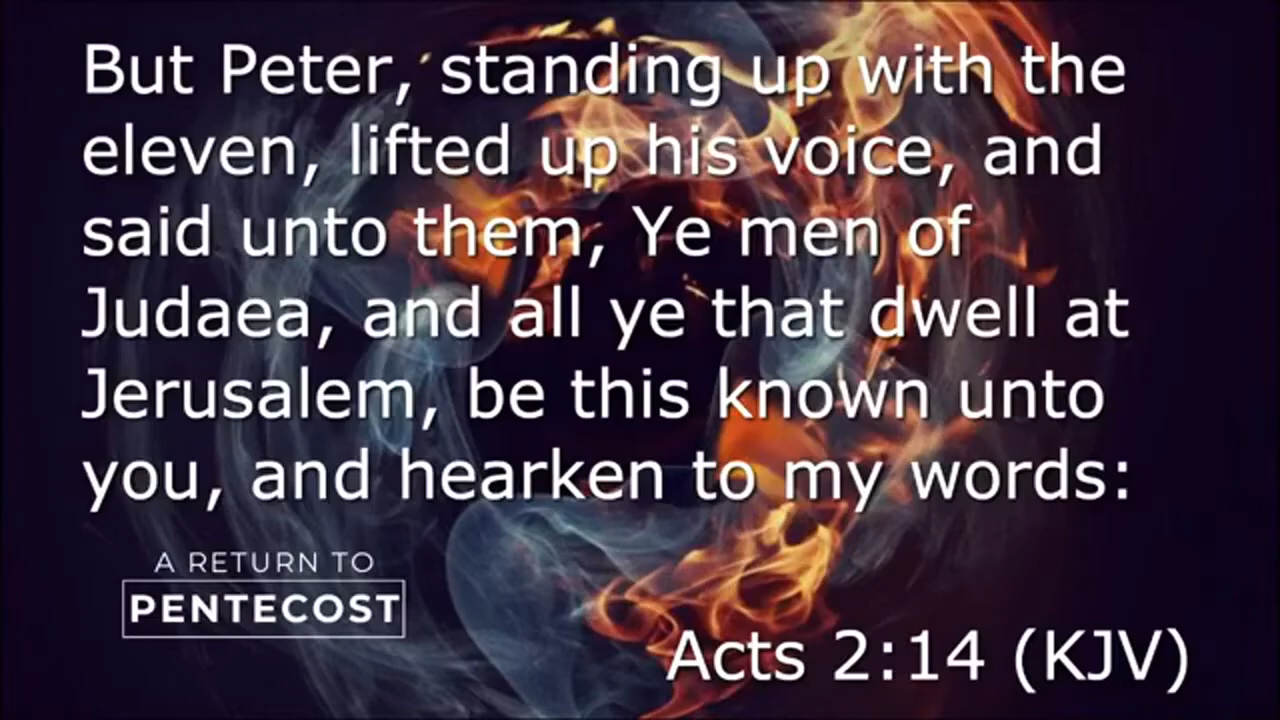 But Peter, standing up with the
eleven, lifted up his voice, and
said unto them, Ye men of
Judaea, and all ye that dwell at
Jerusalem, be this known unto
you, and hearken to my words:
A RETURN TO
PENTECOST
Acts 2:14 (KJV)